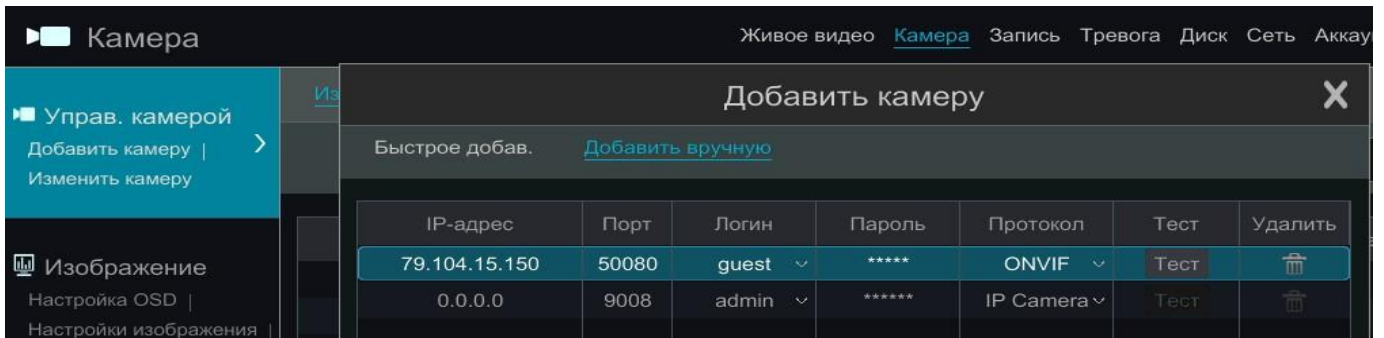 Камера
Живое видео Камера Запись Тревога Диск Сеть
Управ. камерой
Добавить камеру |
Изменить камеру
Добавить камеру X
Быстрое добав. Добавить вручную
IP-адрес Порт Логин Пароль Протокол Тест Удалить
79.104.15.150 50080 guest ***** ONVIF Тест
0.0.0.0 9008 admin ****** IP Camera Тест
Изображение
Настройка OSD |
Настройки изображения |